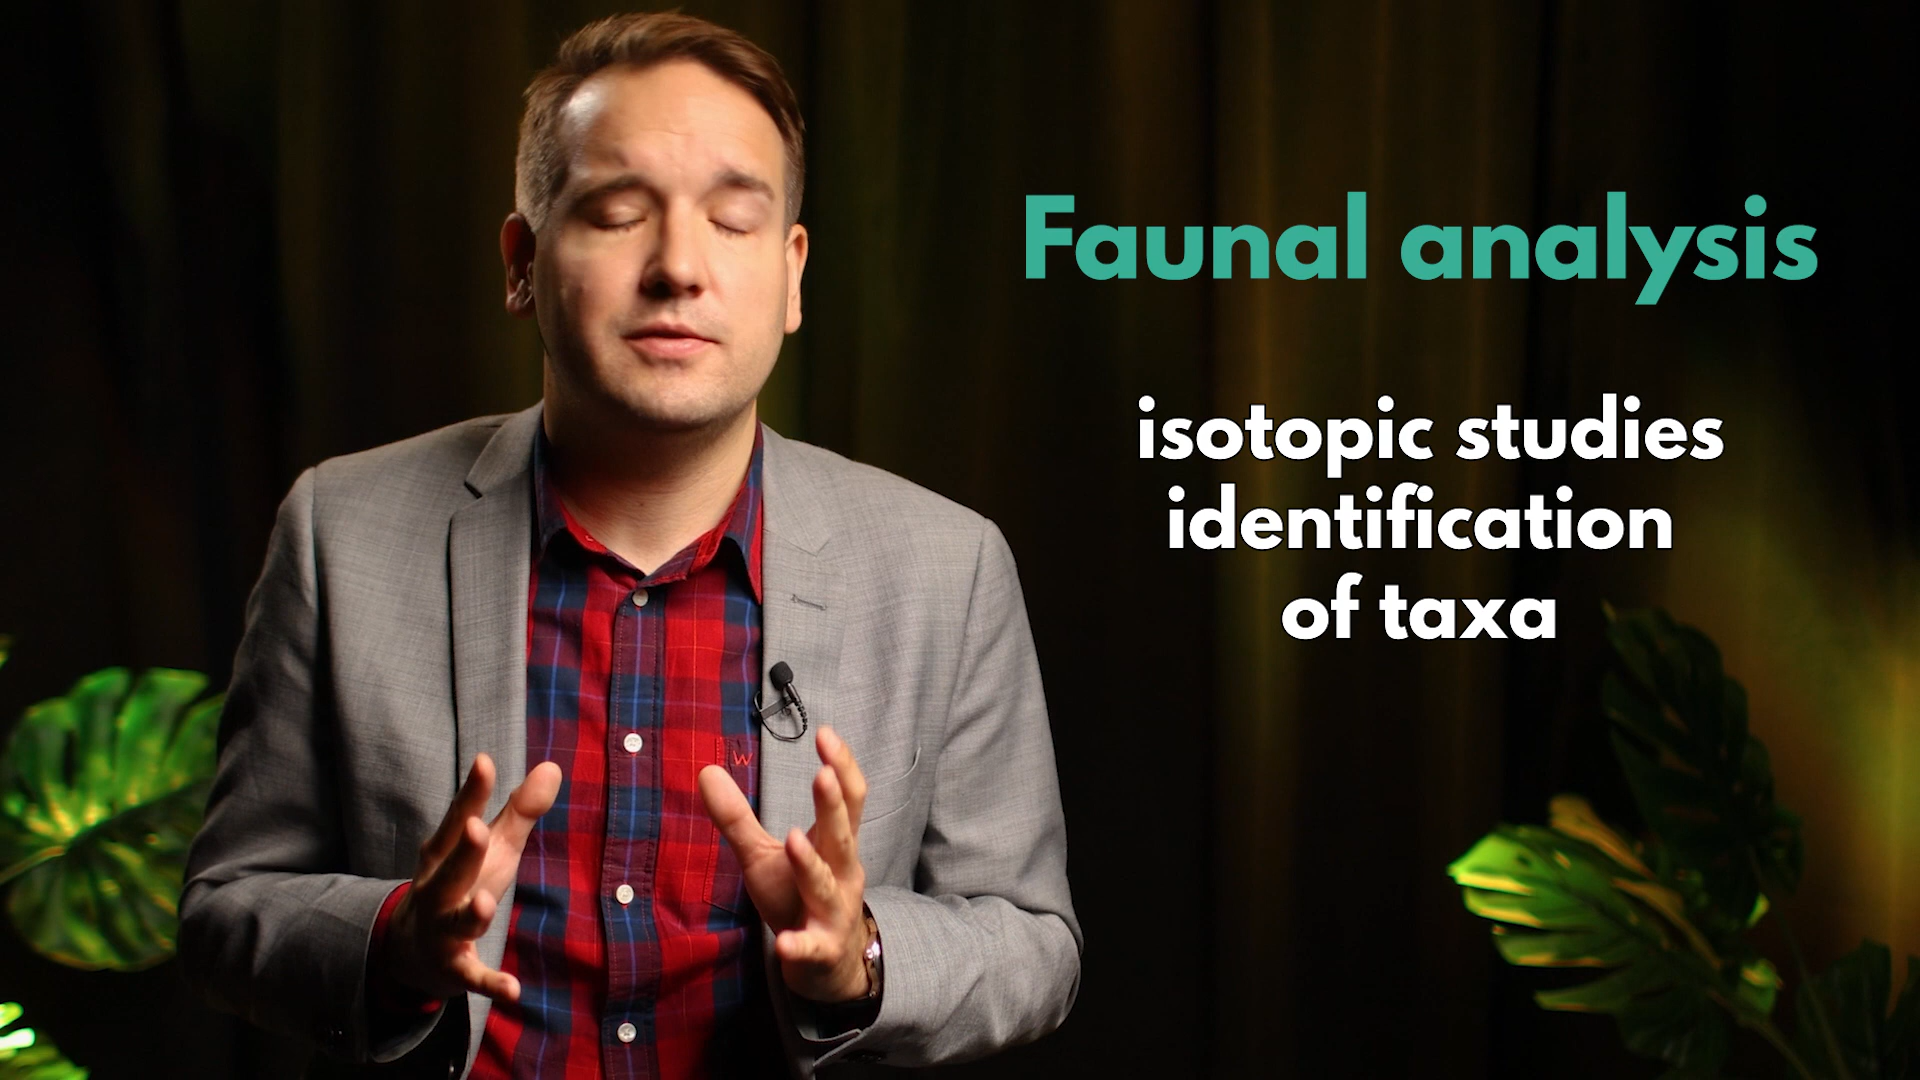 Faunal analysis
isotopic studies
identification
of taxa
W